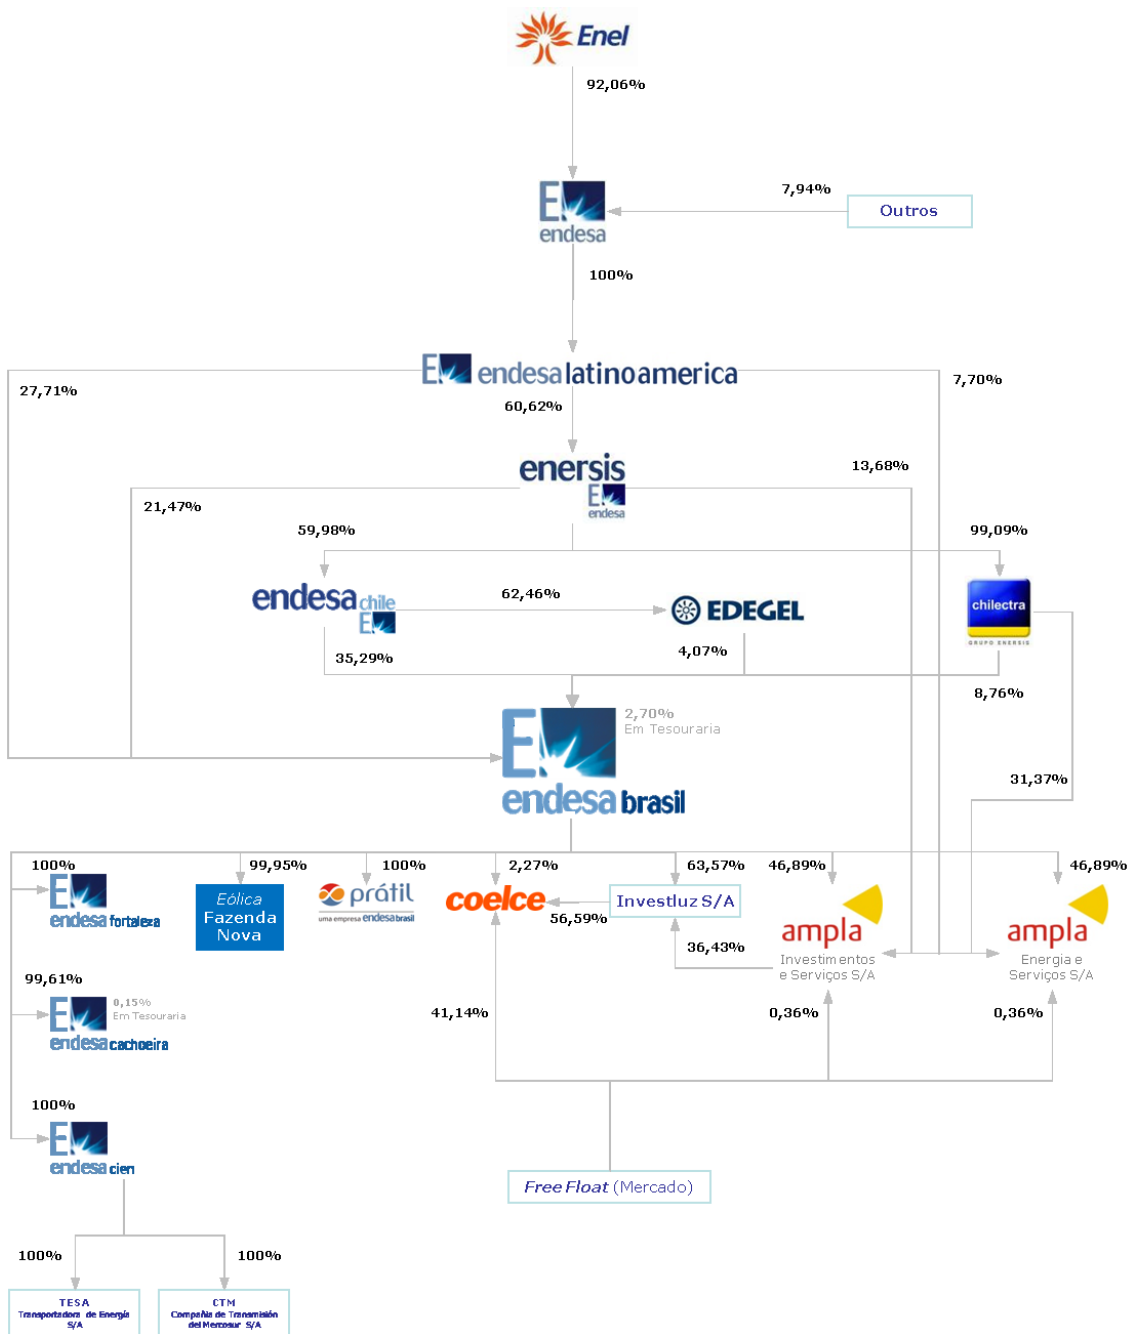 Enel
92,06%
endesa
7,94%
Outros
100%
endesa latinoamerica
27,71%
7,70%
60,62%
enersis
endesa
13,68%
21,47%
59,98%
99,09%
endesa chile
62,46%
EDEGEL
chilectra
GRUPO ENERSIS
35,29%
4,07%
8,76%
2,70%
Em Tesouraria
endesa brasil
31,37%
100%
99,95%
100%
2,27%
63,57%
46,89%
46,89%
endesa fortaleza
Eólica
Fazenda
Nova
prátil
uma empresa endesabrasil
coelce
56,59%
Investluz S/A
36,43%
ampla
Investimentos
e Serviços S/A
ampla
Energia e
Serviços S/A
99,61%
0,15%
Em Tesouraria
endesa cachoeira
41,14%
0,36%
0,36%
100%
endesa cien
Free Float (Mercado)
100%
100%
TESA
Transportadora de Energía
S/A
CTM
Compañia de Transmisión
del Mercosur S/A